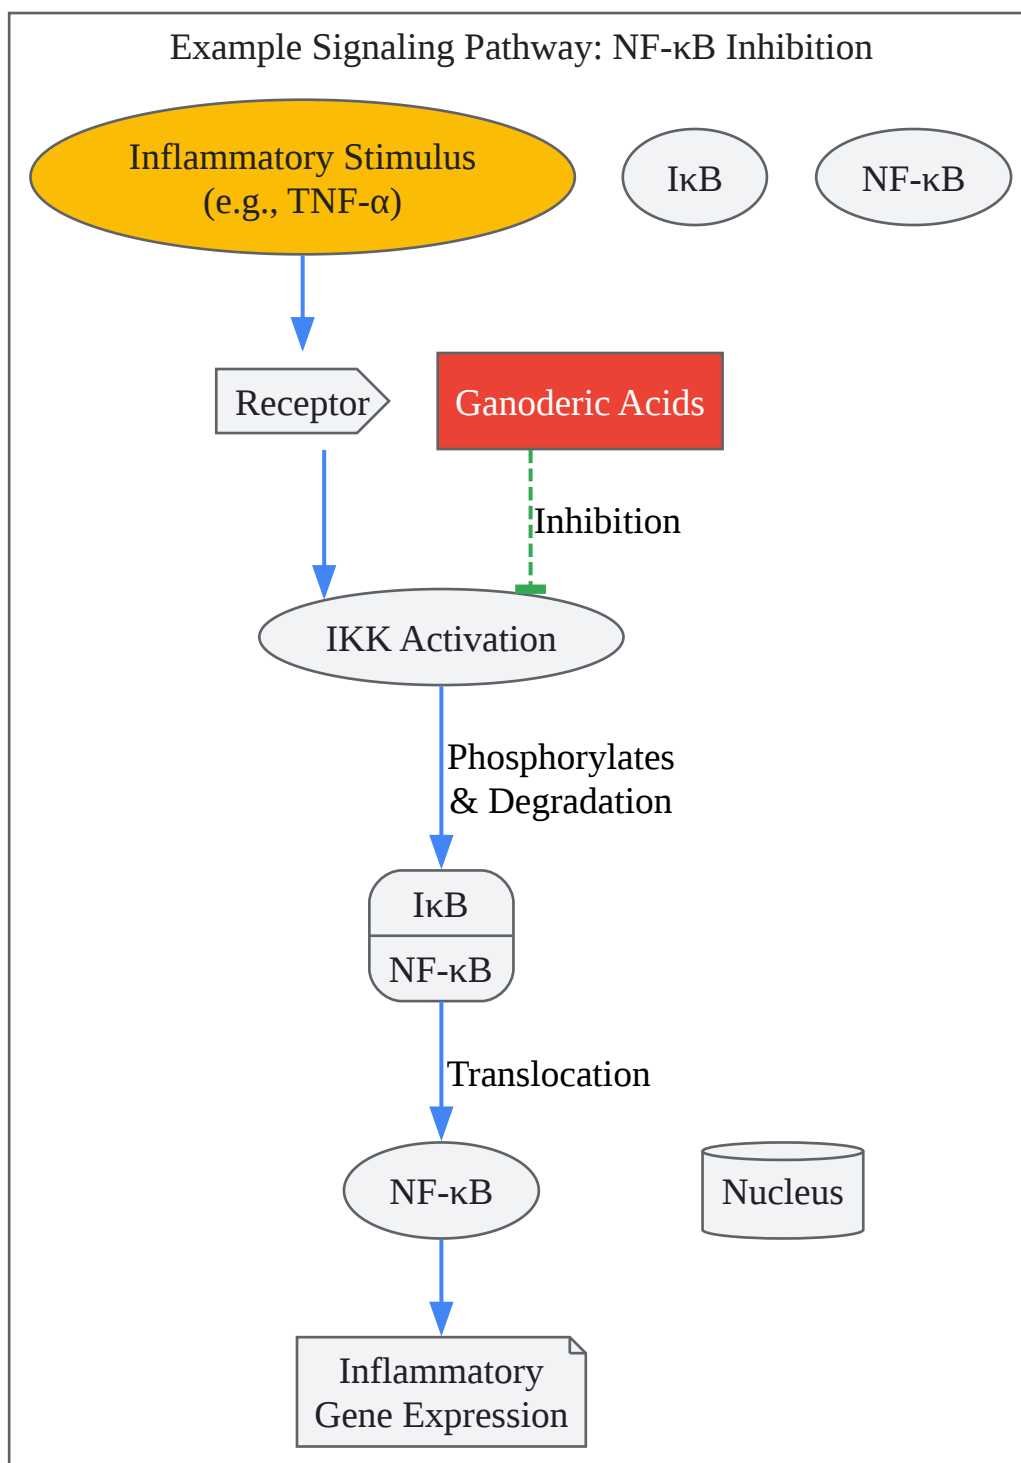 Example Signaling Pathway: NF-κB Inhibition
Inflammatory Stimulus
(e.g., TNF-α)
IκB
NF-κB
Receptor
Ganoderic Acids
Inhibition
IKK Activation
Phosphorylates
& Degradation
IκB
NF-κB
Translocation
NF-κB
Nucleus
Inflammatory
Gene Expression